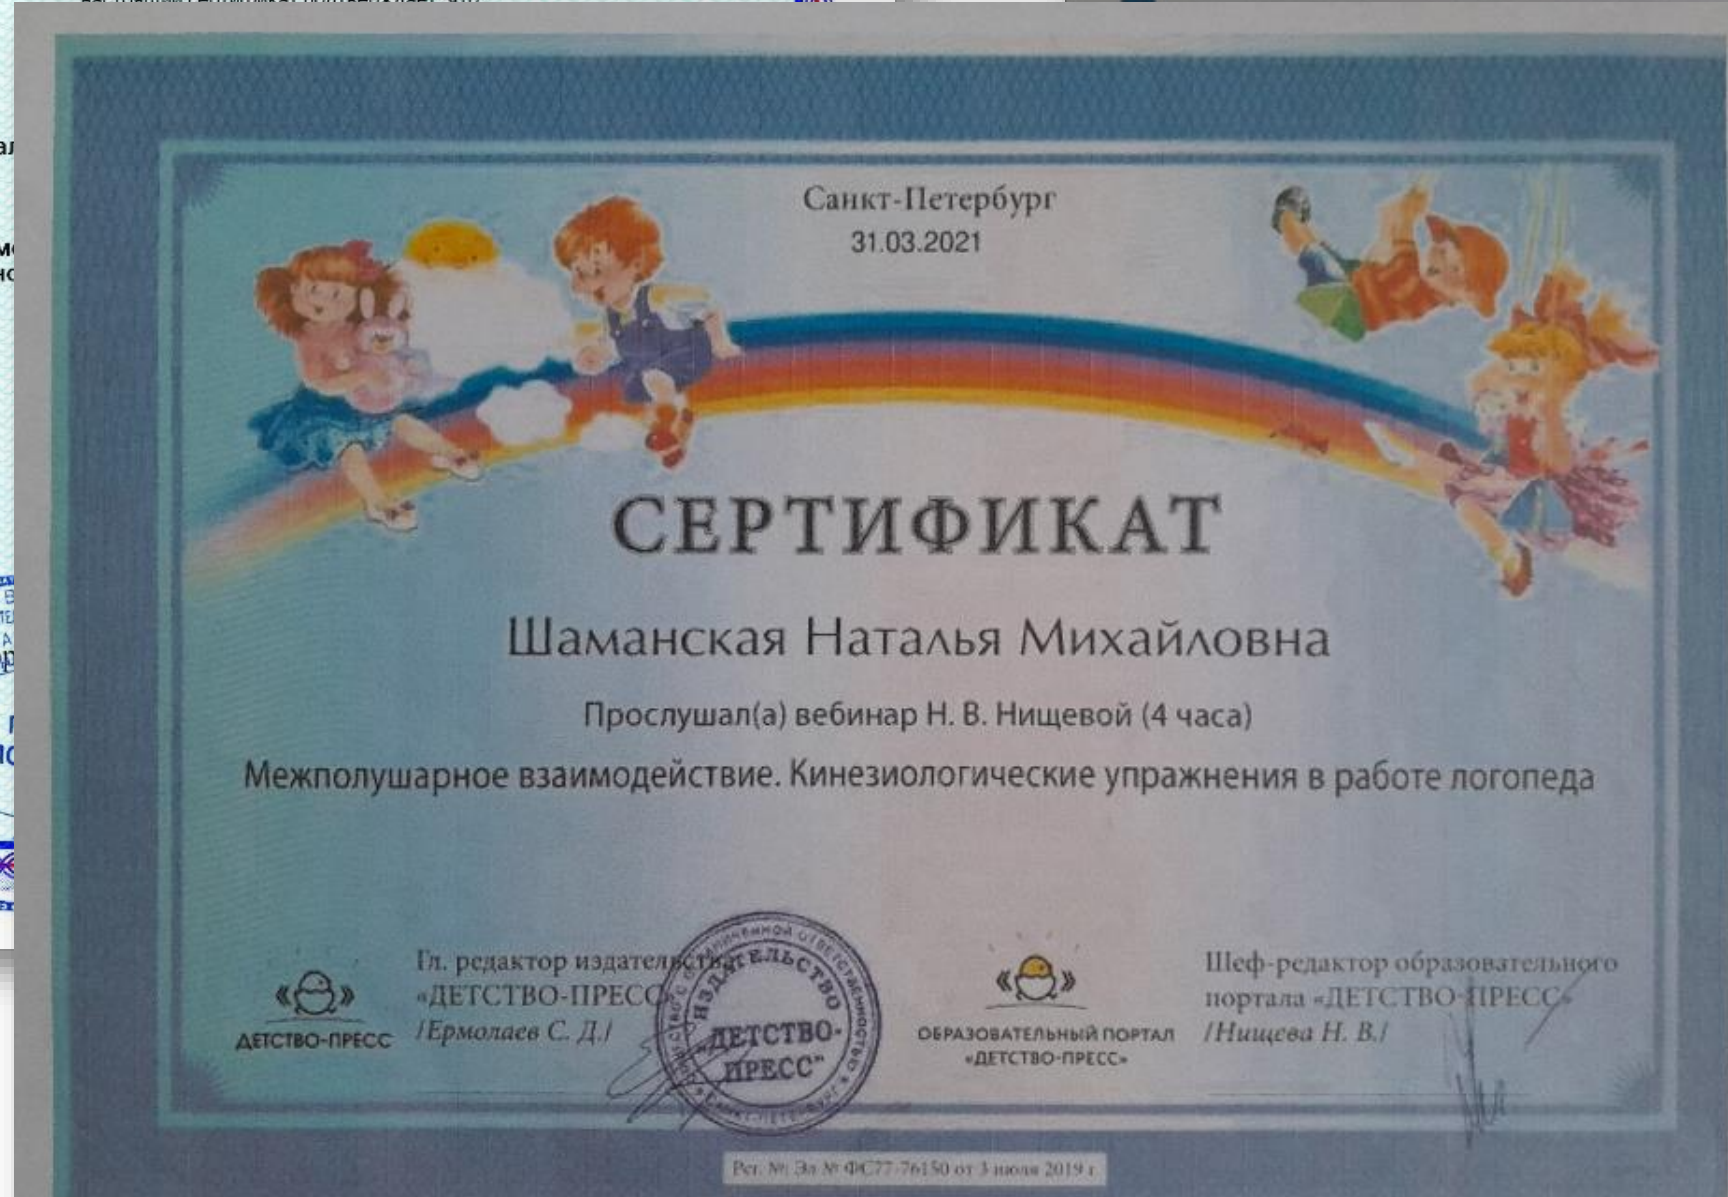 Санкт-Петербург
31.03.2021
СЕРТИФИКАТ
Шаманская Наталья Михайловна
Прослушал(а) вебинар Н. В. Нищевой (4 часа)
Межполушарное взаимодействие. Кинезиологические упражнения в работе логопеда
ДЕТСТВО-ПРЕСС
Гл. редактор издательства
«ДЕТСТВО-ПРЕСС»
/Ермолаев С. Д./
ИЗДАТЕЛЬСТВО
"ДЕТСТВО-
ПРЕСС"
ОБРАЗОВАТЕЛЬНЫЙ ПОРТАЛ
«ДЕТСТВО-ПРЕСС»
Шеф-редактор образовательного
портала «ДЕТСТВО-ПРЕСС»
/Нищева Н. В./
Рег. №: Эл № ФС77-76150 от 3 июля 2019 г.